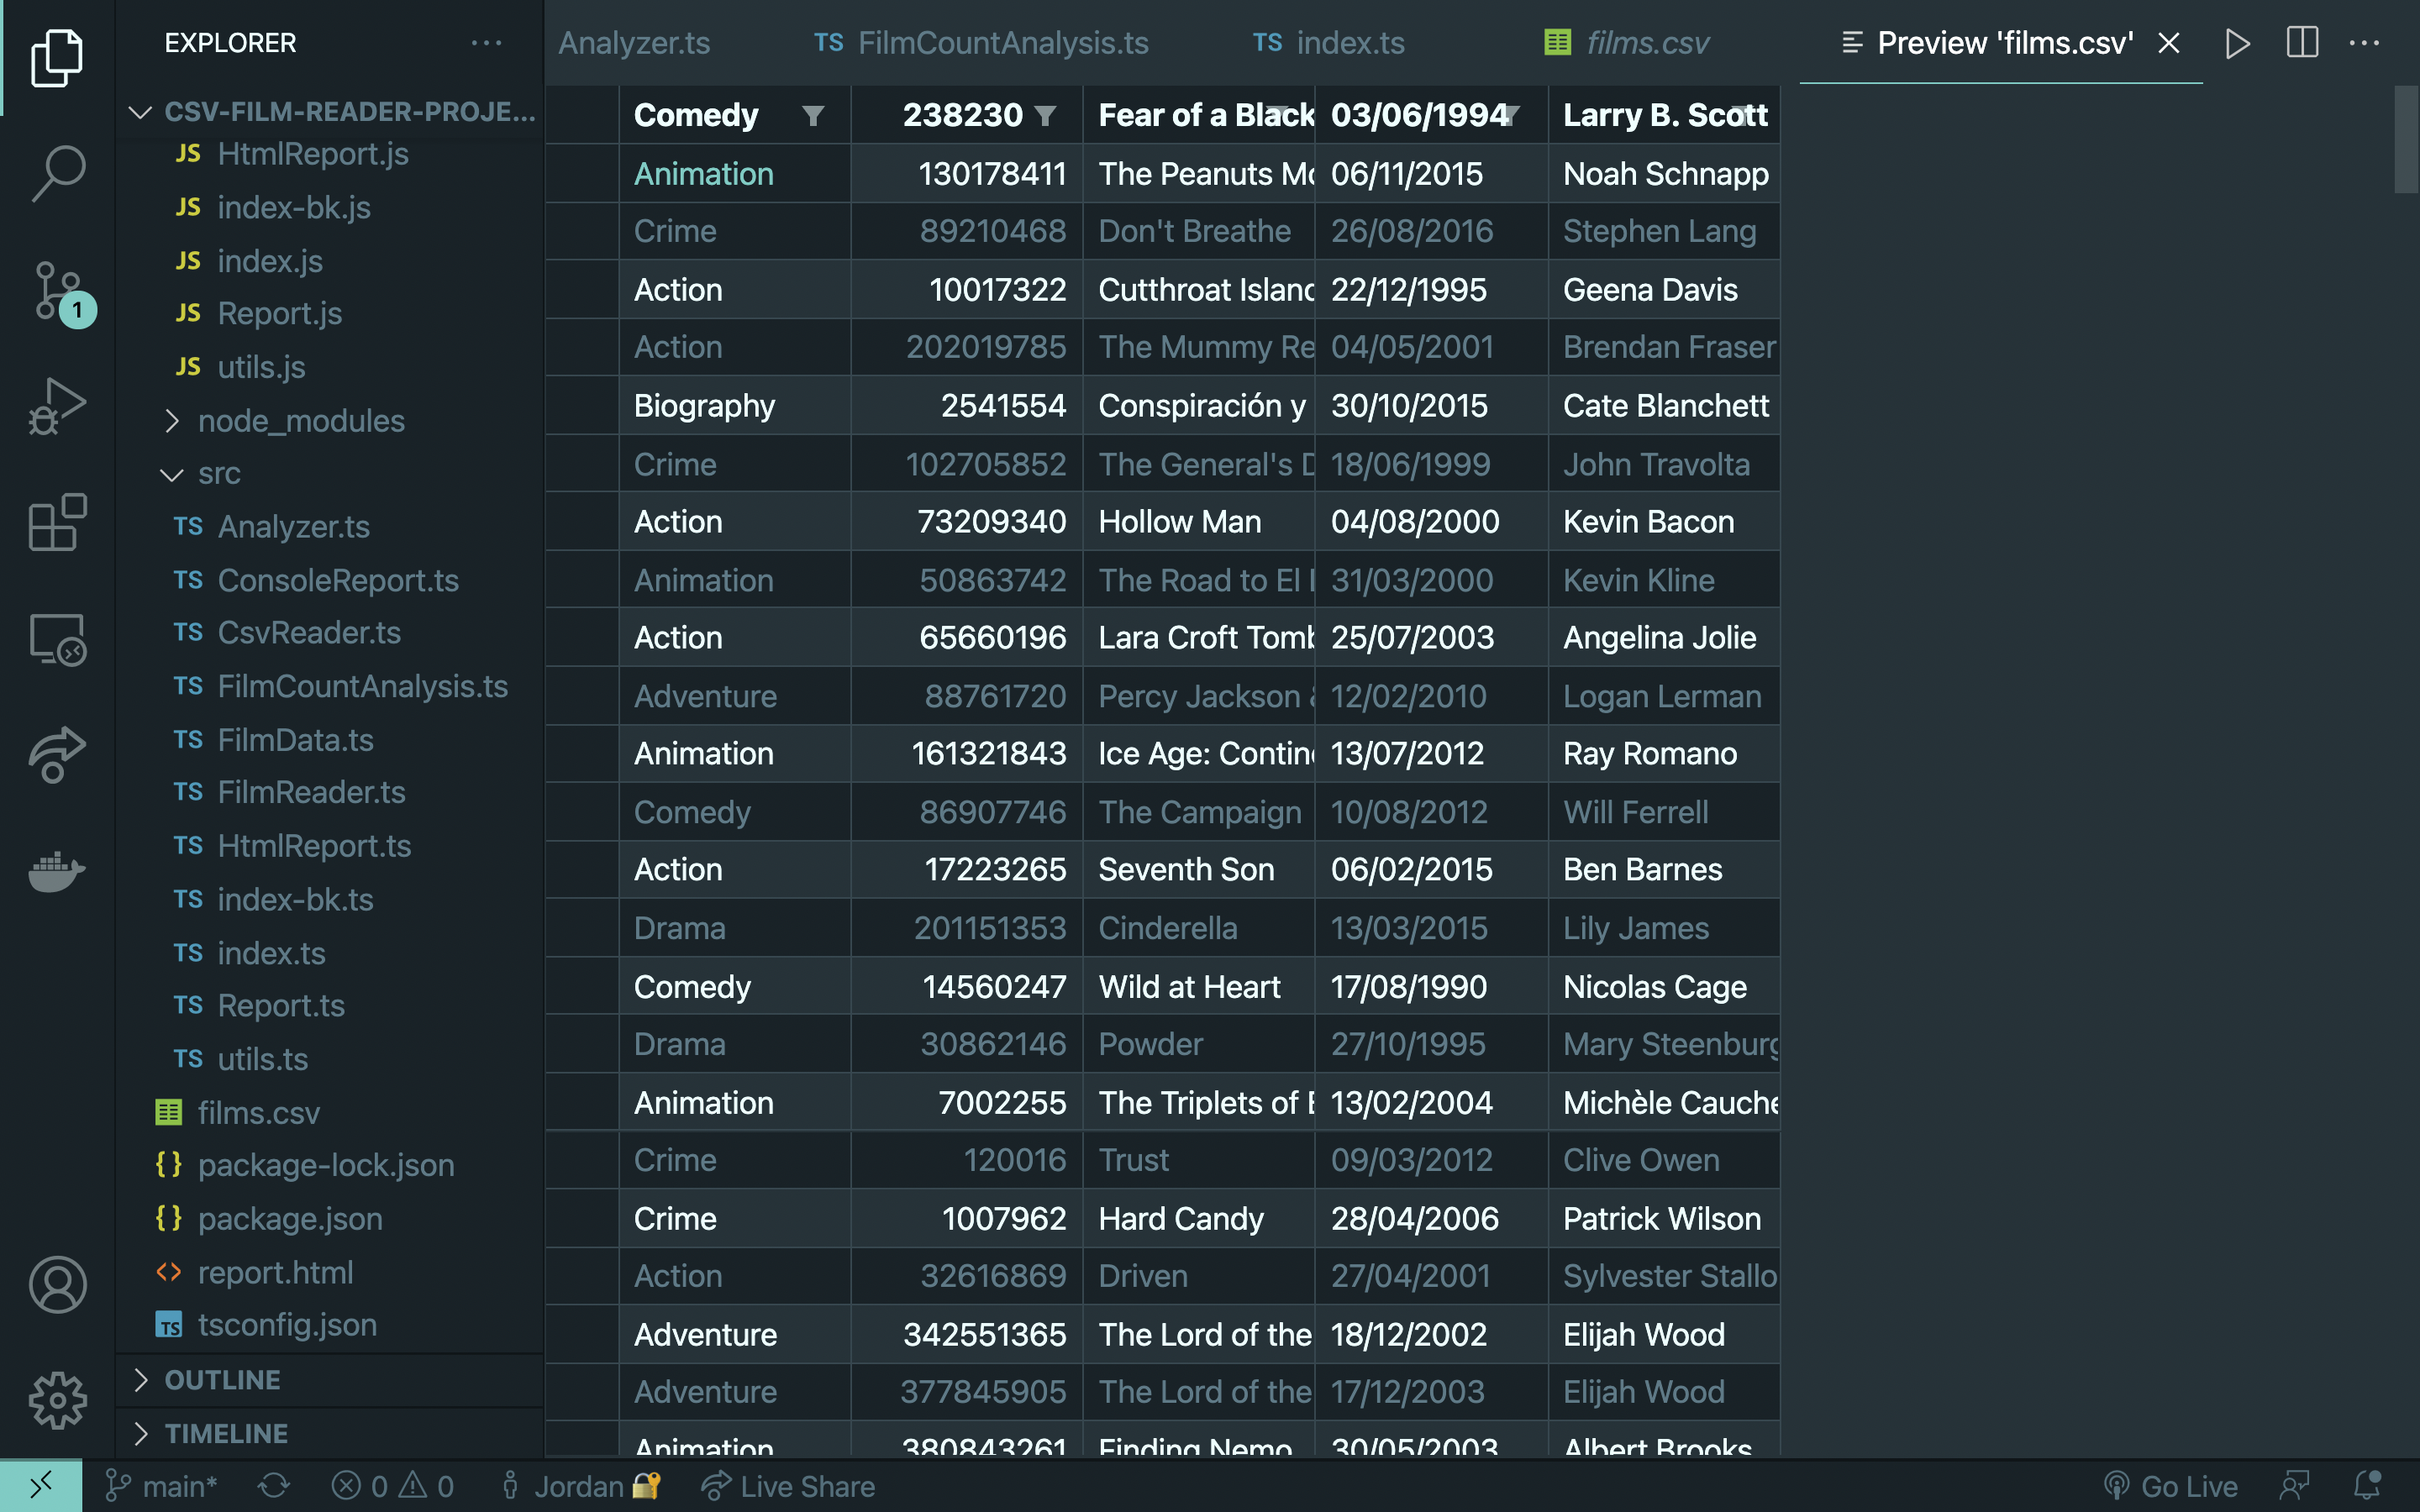 EXPLORER
CSV-FILM-READER-PROJE...
JS HtmlReport.js
JS index-bk.js
JS index.js
JS Report.js
JS utils.js
node_modules
src
TS Analyzer.ts
TS ConsoleReport.ts
TS CsvReader.ts
TS FilmCountAnalysis.ts
TS FilmData.ts
TS FilmReader.ts
TS HtmlReport.ts
TS index-bk.ts
TS index.ts
TS Report.ts
TS utils.ts
films.csv
{} package-lock.json
{} package.json
<> report.html
TS tsconfig.json
OUTLINE
TIMELINE
1
Analyzer.ts TS FilmCountAnalysis.ts TS index.ts films.csv Preview 'films.csv'
Comedy 238230 Fear of a Black 03/06/1994 Larry B. Scott
Animation 130178411 The Peanuts Mo 06/11/2015 Noah Schnapp
Crime 89210468 Don't Breathe 26/08/2016 Stephen Lang
Action 10017322 Cutthroat Island 22/12/1995 Geena Davis
Action 202019785 The Mummy Re 04/05/2001 Brendan Fraser
Biography 2541554 Conspiración y 30/10/2015 Cate Blanchett
Crime 102705852 The General's D 18/06/1999 John Travolta
Action 73209340 Hollow Man 04/08/2000 Kevin Bacon
Animation 50863742 The Road to El 31/03/2000 Kevin Kline
Action 65660196 Lara Croft Tomb 25/07/2003 Angelina Jolie
Adventure 88761720 Percy Jackson & 12/02/2010 Logan Lerman
Animation 161321843 Ice Age: Contine 13/07/2012 Ray Romano
Comedy 86907746 The Campaign 10/08/2012 Will Ferrell
Action 17223265 Seventh Son 06/02/2015 Ben Barnes
Drama 201151353 Cinderella 13/03/2015 Lily James
Comedy 14560247 Wild at Heart 17/08/1990 Nicolas Cage
Drama 30862146 Powder 27/10/1995 Mary Steenburg
Animation 7002255 The Triplets of B 13/02/2004 Michèle Cauche
Crime 120016 Trust 09/03/2012 Clive Owen
Crime 1007962 Hard Candy 28/04/2006 Patrick Wilson
Action 32616869 Driven 27/04/2001 Sylvester Stallo
Adventure 342551365 The Lord of the 18/12/2002 Elijah Wood
Adventure 377845905 The Lord of the 17/12/2003 Elijah Wood
Animation 380843261 Finding Nemo 30/05/2003 Albert Brooks
main* 0 0 Jordan Live Share Go Live